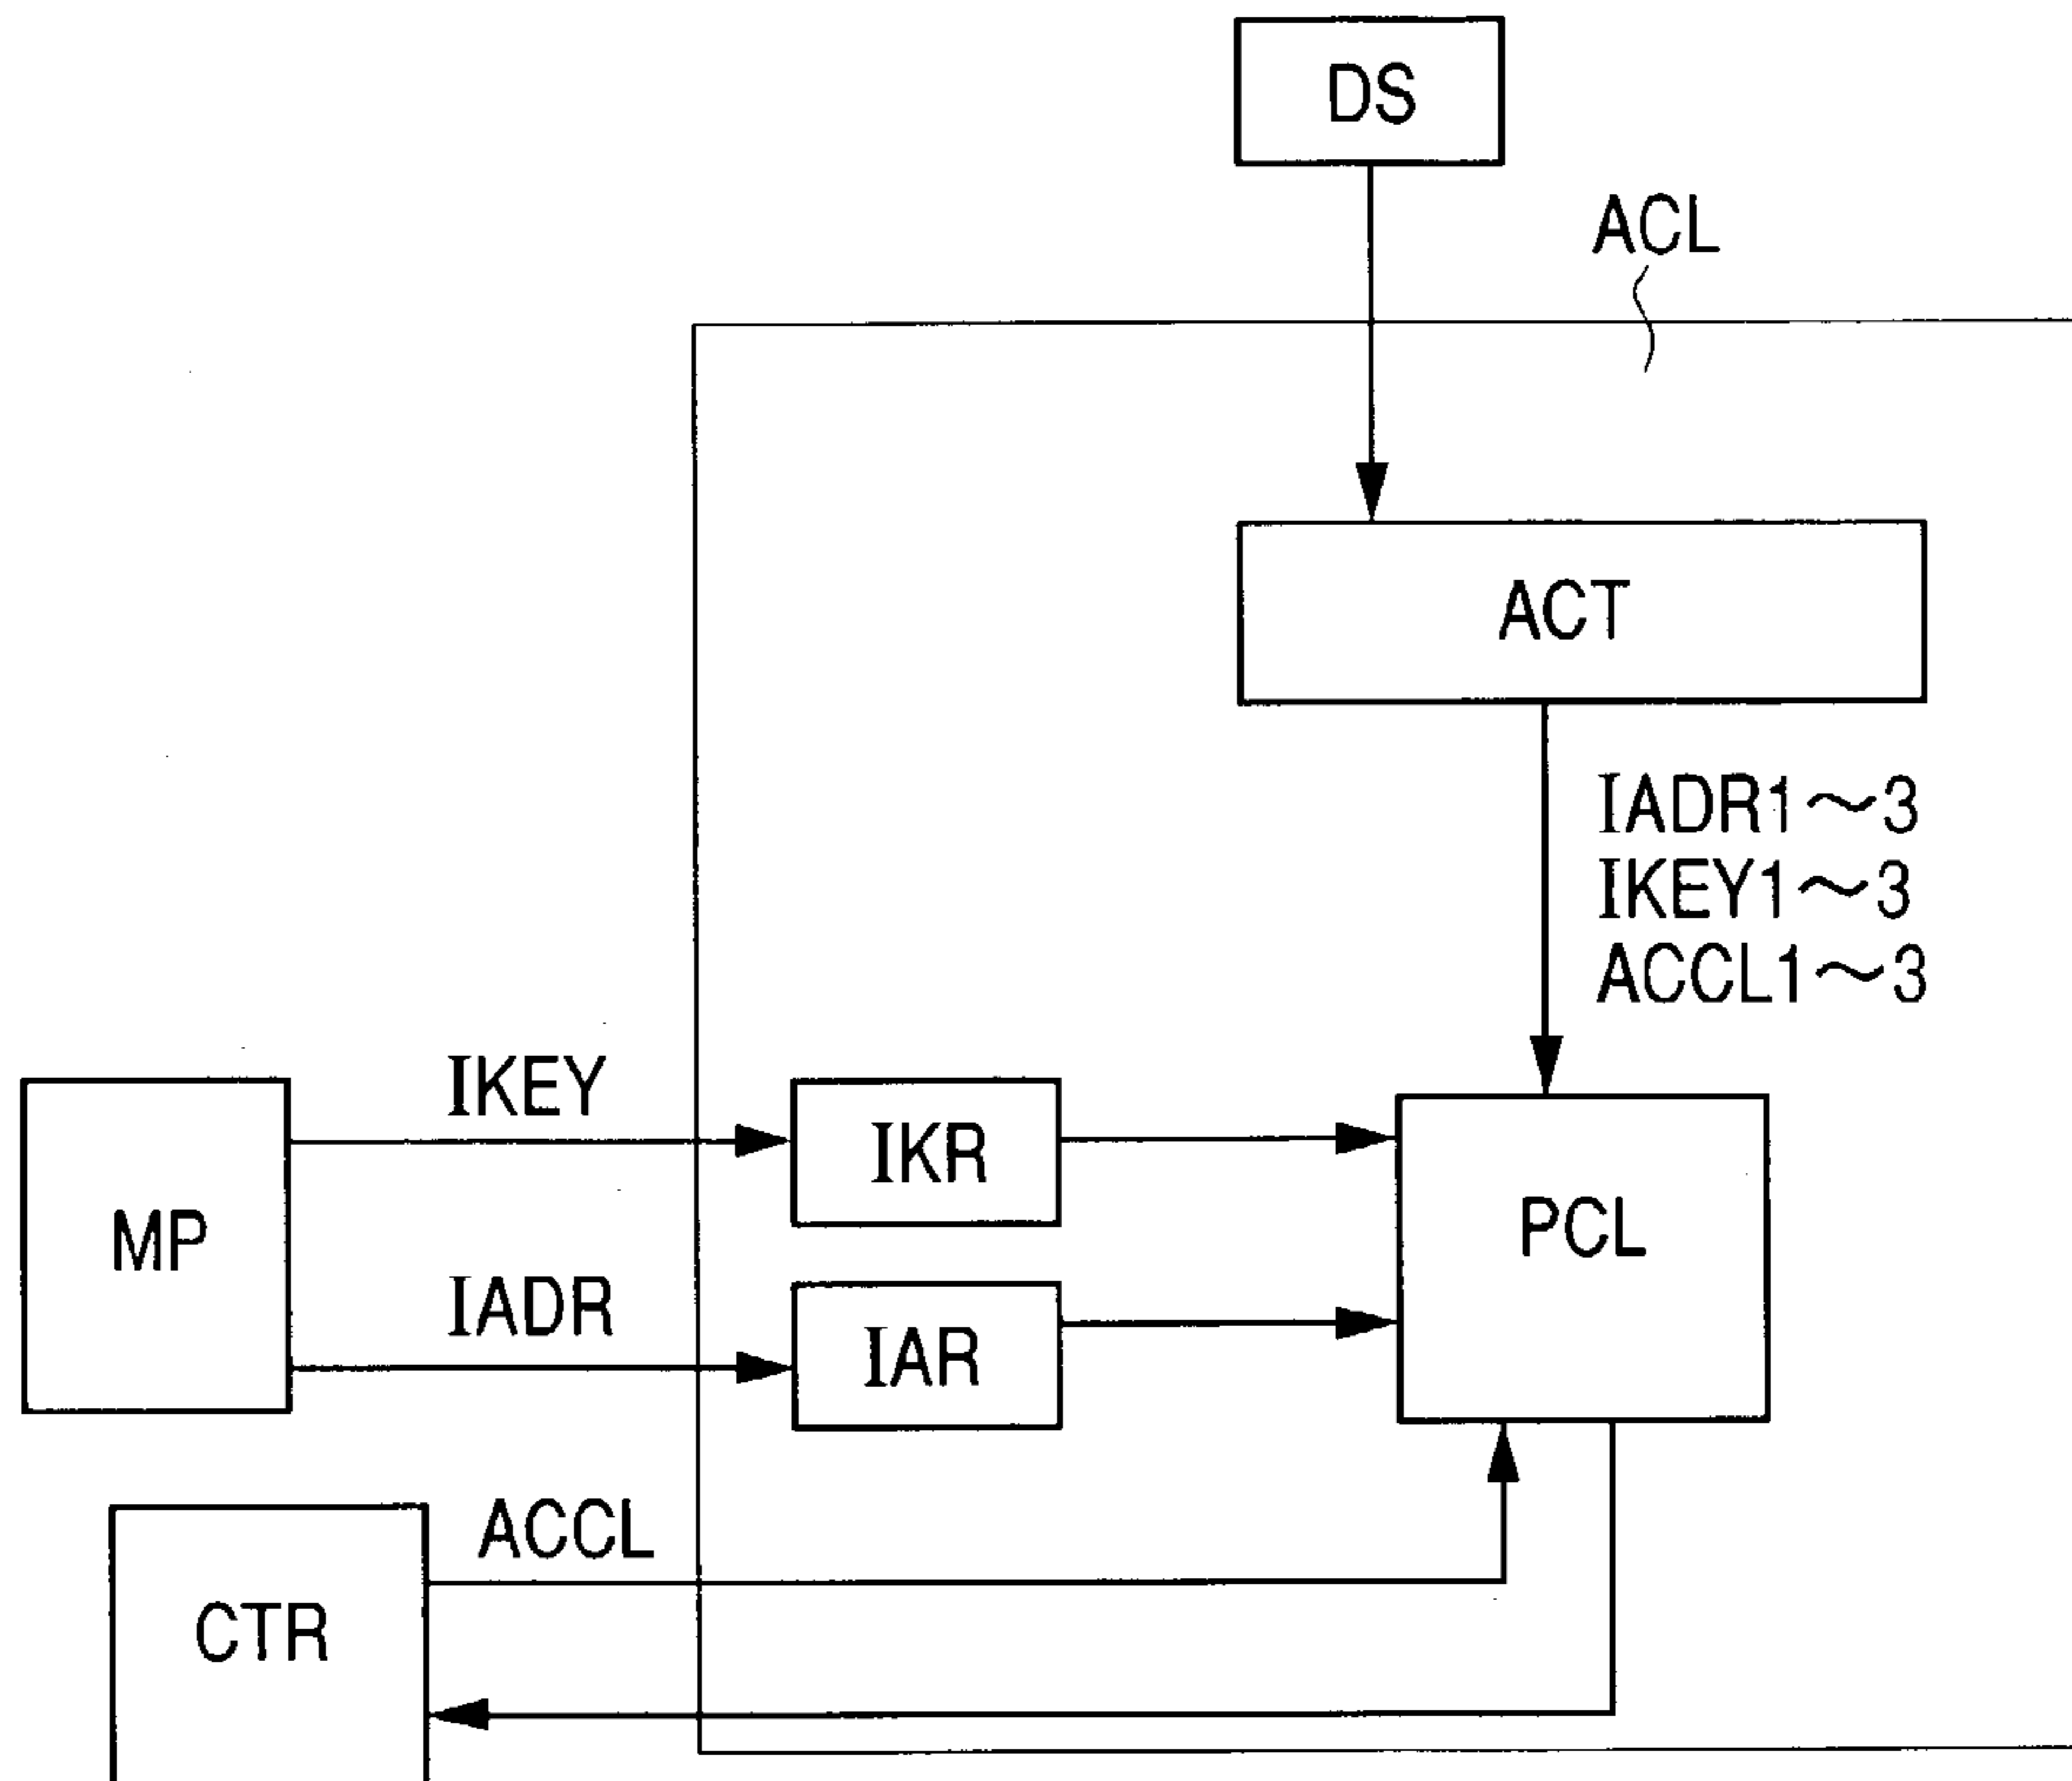 DS
ACL
ACT
IADR1～3
IKEY1～3
ACCL1～3
IKEY
IKR
MP
PCL
IADR
IAR
ACCL
CTR